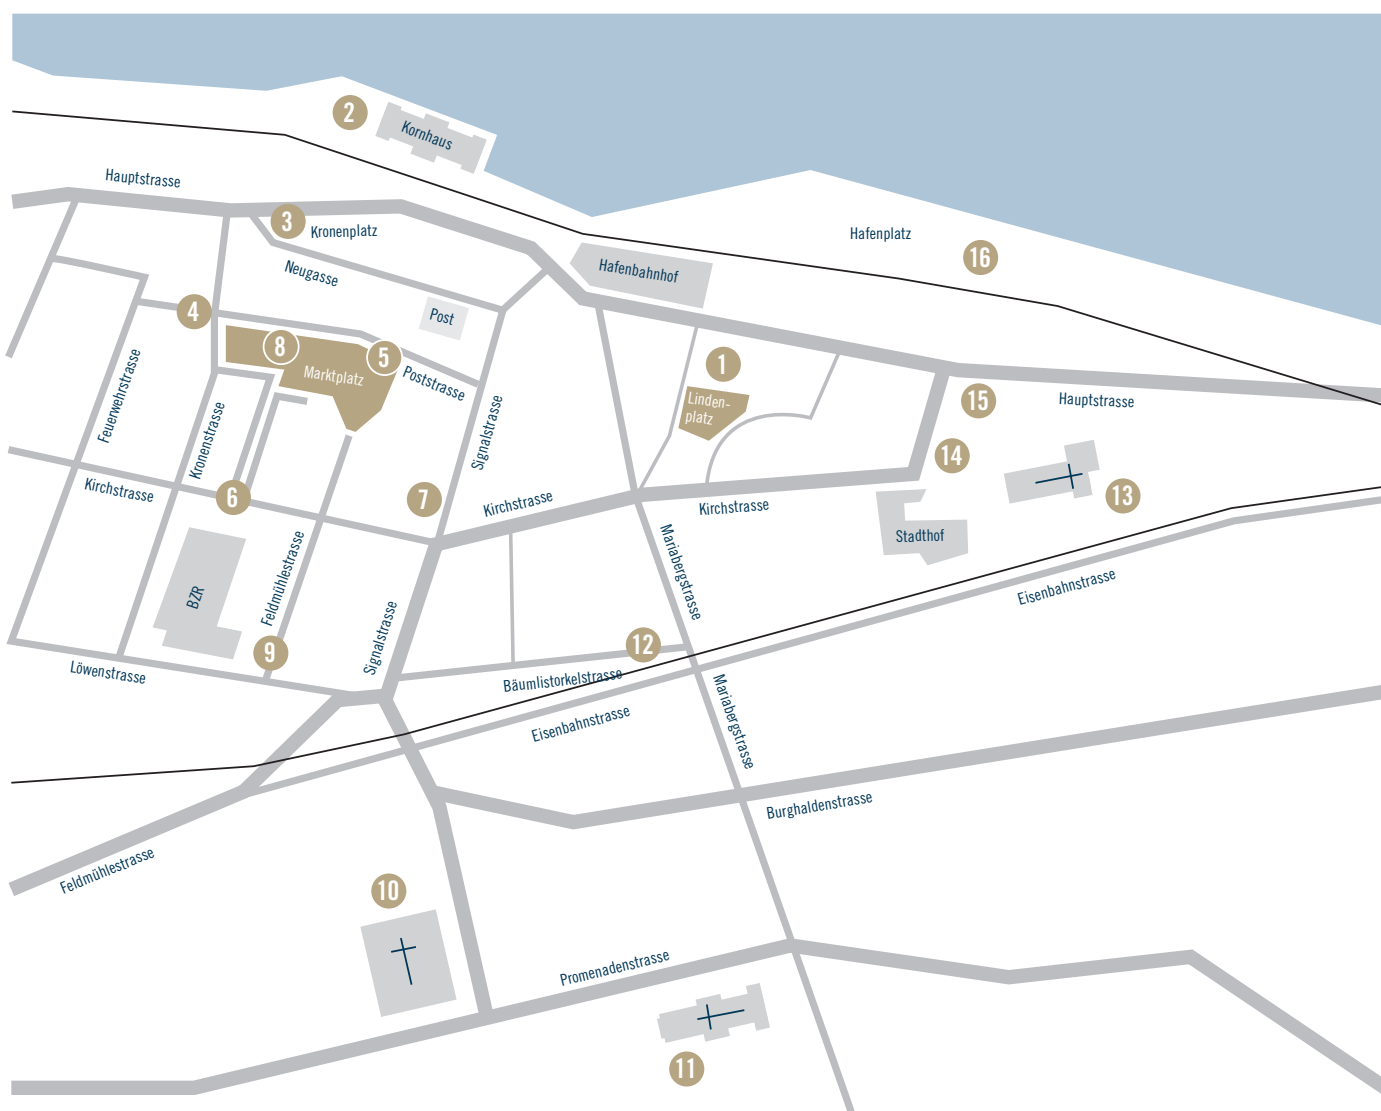 2
Kornhaus
Hauptstrasse
3
Kronenplatz
Hafenplatz
16
Neugasse
Hafenbahnhof
4
Post
8
5
Marktplatz
Poststrasse
1
Linden-
platz
15
Hauptstrasse
Feuerwehrstrasse
Kronenstrasse
Signalstrasse
14
13
Kirchstrasse
6
7
Kirchstrasse
Kirchstrasse
Stadthof
BZR
Feldmühlestrasse
Mariabergstrasse
Eisenbahnstrasse
Signalstrasse
9
12
Löwenstrasse
Bäumlistorkelstrasse
Eisenbahnstrasse
Mariabergstrasse
Burghaldenstrasse
Feldmühlestrasse
10
Promenadenstrasse
11